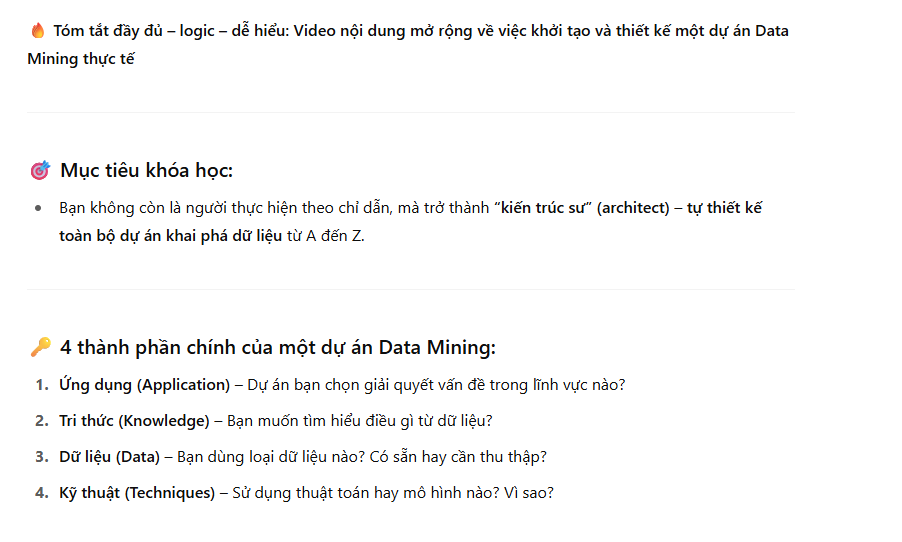 🔥 Tóm tắt đầy đủ – logic – dễ hiểu: Video nội dung mở rộng về việc khởi tạo và thiết kế một dự án Data
Mining thực tế
🎯 Mục tiêu khóa học:
• Bạn không còn là người thực hiện theo chỉ dẫn, mà trở thành “kiến trúc sư” (architect) – tự thiết kế
toàn bộ dự án khai phá dữ liệu từ A đến Z.
🔑 4 thành phần chính của một dự án Data Mining:
1. Ứng dụng (Application) – Dự án bạn chọn giải quyết vấn đề trong lĩnh vực nào?
2. Tri thức (Knowledge) – Bạn muốn tìm hiểu điều gì từ dữ liệu?
3. Dữ liệu (Data) – Bạn dùng loại dữ liệu nào? Có sẵn hay cần thu thập?
4. Kỹ thuật (Techniques) – Sử dụng thuật toán hay mô hình nào? Vì sao?